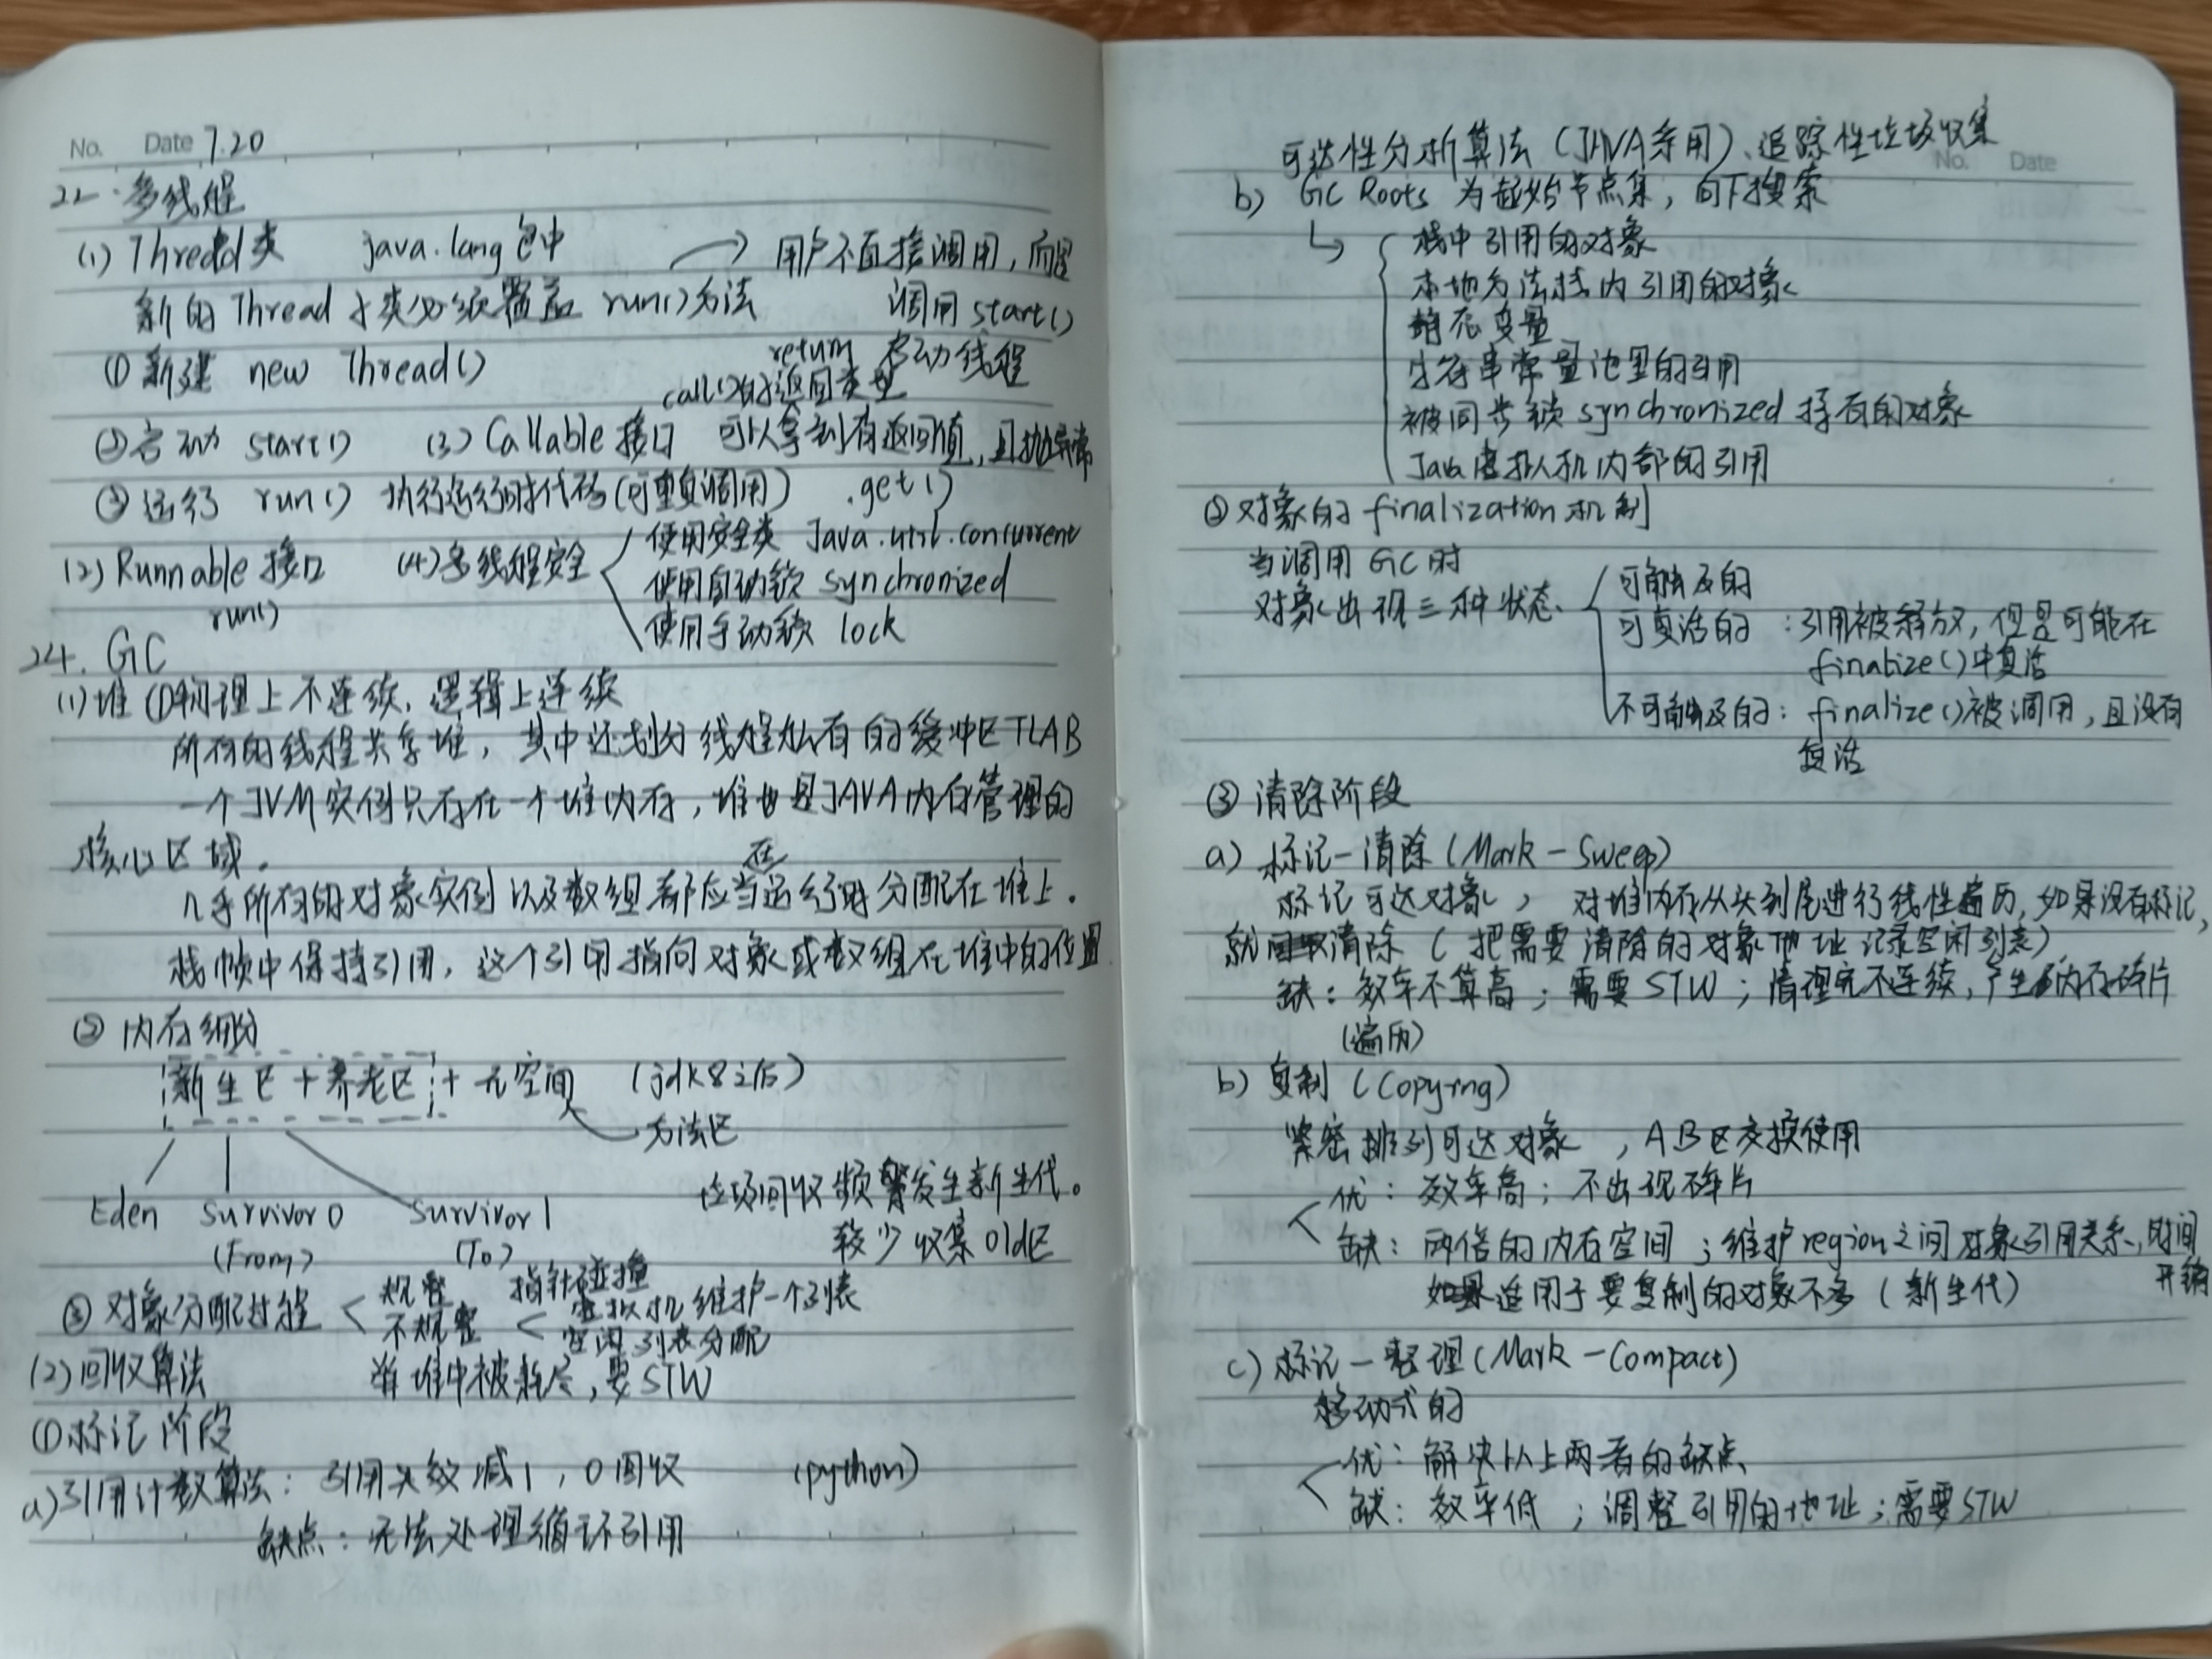 No. Date 7.20
22. 多线程
(1) Thread类 java.lang包中 → 用户不直接调用，而是
新的 Thread 子类必须覆盖 run()方法 调用 start()
启动线程
① 新建 new Thread()
return
call()的返回类型
② 启动 start() (3) Callable 接口 可以拿到有返回值，且抛出异常
③ 运行 run() 执行运行时代码(可重复调用) .get()
(2) Runnable 接口 (4) 多线程安全 使用安全类 Java.util.concurrent
run() 使用自动锁 synchronized
使用手动锁 lock
24. GC
(1) 堆 ①物理上不连续，逻辑上连续
所有的线程共享堆，其中还划分线程私有的缓冲区TLAB
一个JVM实例只存在一个堆内存，堆也是JAVA内存管理的
核心区域。
几乎所有的对象实例以及数组都应当在运行时分配在堆上。
栈帧中保持引用，这个引用指向对象或数组在堆中的位置
② 内存细分
新生区 + 养老区 + 元空间 (jdk8之后)
方法区
Eden Survivor 0 Survivor 1 垃圾回收频繁发生新生代。
(From) (To) 较少收集old区
③ 对象分配过程 规整 指针碰撞
不规整 虚拟机维护一个列表
空闲列表分配
(2) 回收算法 当堆中被耗尽，要STW
① 标记阶段
a) 引用计数算法：引用失效减1，0回收 (python)
缺点：无法处理循环引用
No. Date
可达性分析算法 (JAVA采用)、追踪性垃圾收集
b) GC Roots 为起始节点集，向下搜索
↳ 栈中引用的对象
本地方法栈内引用的对象
静态变量
字符串常量池里的引用
被同步锁 synchronized 持有的对象
Java 虚拟机内部的引用
② 对象的 finalization 机制
当调用 GC 时
对象出现三种状态 可触及的
可复活的：引用被释放，但是可能在
finalize()中复活
不可触及的：finalize()被调用，且没有
复活
③ 清除阶段
a) 标记－清除 (Mark－Sweep)
标记可达对象，对堆内存从头到尾进行线性遍历，如果没有标记，
就清除 (把需要清除的对象地址记录空闲列表)
缺：效率不算高；需要STW；清理完不连续，产生内存碎片
(遍历)
b) 复制 (Copying)
紧密排列可达对象，AB区交换使用
优：效率高；不出现碎片
缺：两倍的内存空间；维护region之间对象引用关系，时间
开销
适用于要复制的对象不多 (新生代)
c) 标记－整理 (Mark－Compact)
移动式的
优：解决以上两者的缺点
缺：效率低；调整引用的地址；需要STW